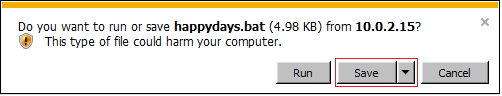 Do you want to run or save happydays.bat (4.98 KB) from 10.0.2.15?
This type of file could harm your computer.
Run Save Cancel